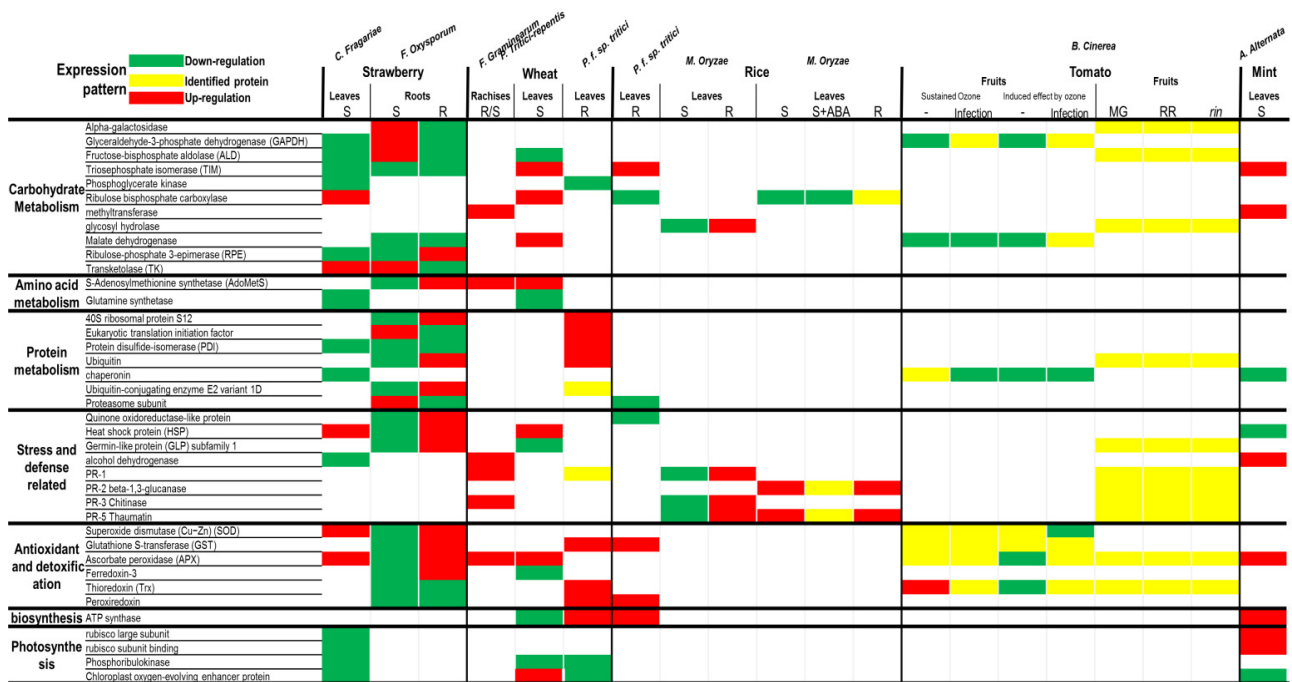 C. Fragariae
F. Oxysporum
F. Graminearum
P. Tritici-repentis
P. f. sp. tritici
P. f. sp. tritici
M. Oryzae
M. Oryzae
B. Cinerea
A. Alternata
Expression pattern
Down-regulation
Identified protein
Up-regulation
Strawberry Wheat Rice Tomato Mint
Fruits Fruits
Leaves Roots Rachises Leaves Leaves Leaves Leaves Leaves Sustained Ozone Induced effect by ozone Leaves
S S R R/S S R R S R S S+ABA R - Infection - Infection MG RR rin S
Carbohydrate Metabolism
Alpha-galactosidase
Glyceraldehyde-3-phosphate dehydrogenase (GAPDH)
Fructose-bisphosphate aldolase (ALD)
Triosephosphate isomerase (TIM)
Phosphoglycerate kinase
Ribulose bisphosphate carboxylase
methyltransferase
glycosyl hydrolase
Malate dehydrogenase
Ribulose-phosphate 3-epimerase (RPE)
Transketolase (TK)
Amino acid metabolism
S-Adenosylmethionine synthetase (AdoMetS)
Glutamine synthetase
Protein metabolism
40S ribosomal protein S12
Eukaryotic translation initiation factor
Protein disulfide-isomerase (PDI)
Ubiquitin
chaperonin
Ubiquitin-conjugating enzyme E2 variant 1D
Proteasome subunit
Stress and defense related
Quinone oxidoreductase-like protein
Heat shock protein (HSP)
Germin-like protein (GLP) subfamily 1
alcohol dehydrogenase
PR-1
PR-2 beta-1,3-glucanase
PR-3 Chitinase
PR-5 Thaumatin
Antioxidant and detoxific ation
Superoxide dismutase (Cu-Zn) (SOD)
Glutathione S-transferase (GST)
Ascorbate peroxidase (APX)
Ferredoxin-3
Thioredoxin (Trx)
Peroxiredoxin
biosynthesis
ATP synthase
Photosynthe sis
rubisco large subunit
rubisco subunit binding
Phosphoribulokinase
Chloroplast oxygen-evolving enhancer protein